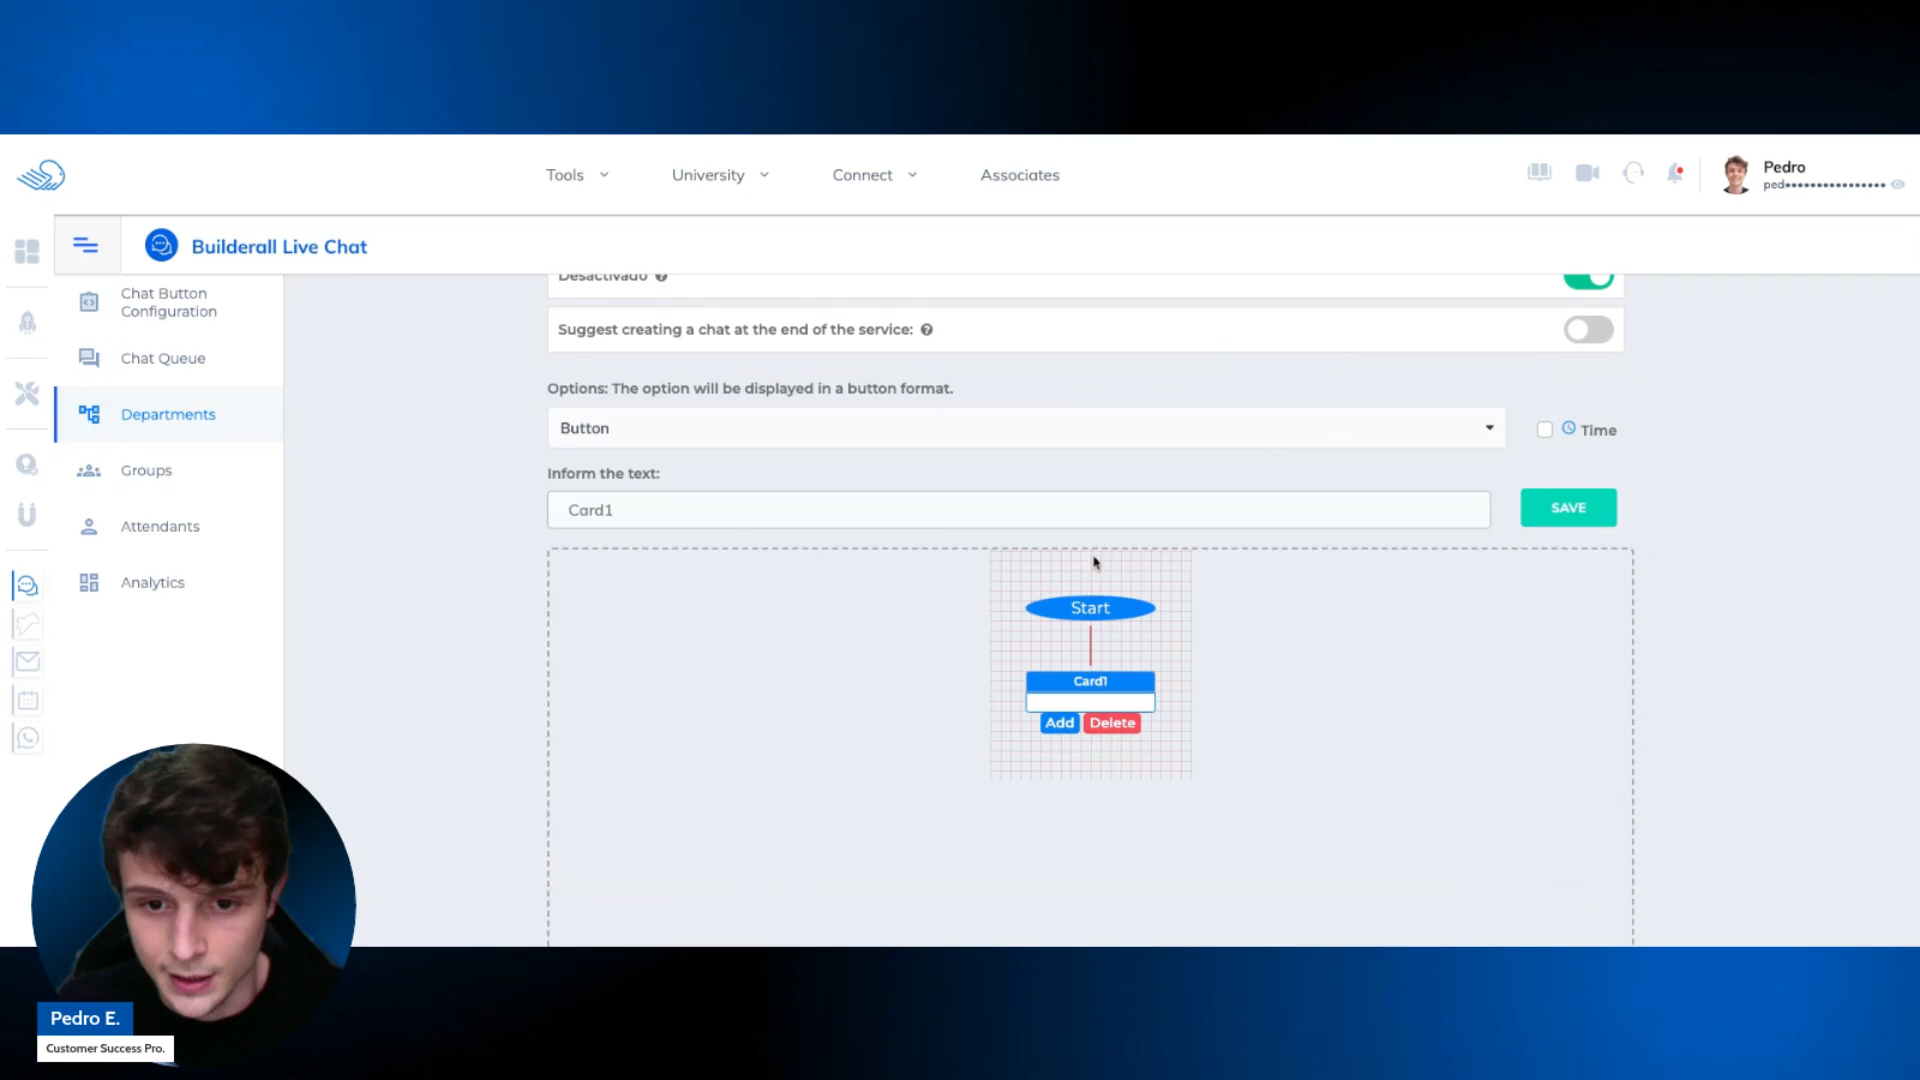 Tools
University
Connect
Associates
Pedro
ped••••••••••••••••
Builderall Live Chat
Chat Button
Configuration
Chat Queue
Departments
Groups
Attendants
Analytics
Desactivado
Suggest creating a chat at the end of the service:
Options: The option will be displayed in a button format.
Button
Time
Inform the text:
Card1
SAVE
Start
Card1
Add Delete
Pedro E.
Customer Success Pro.